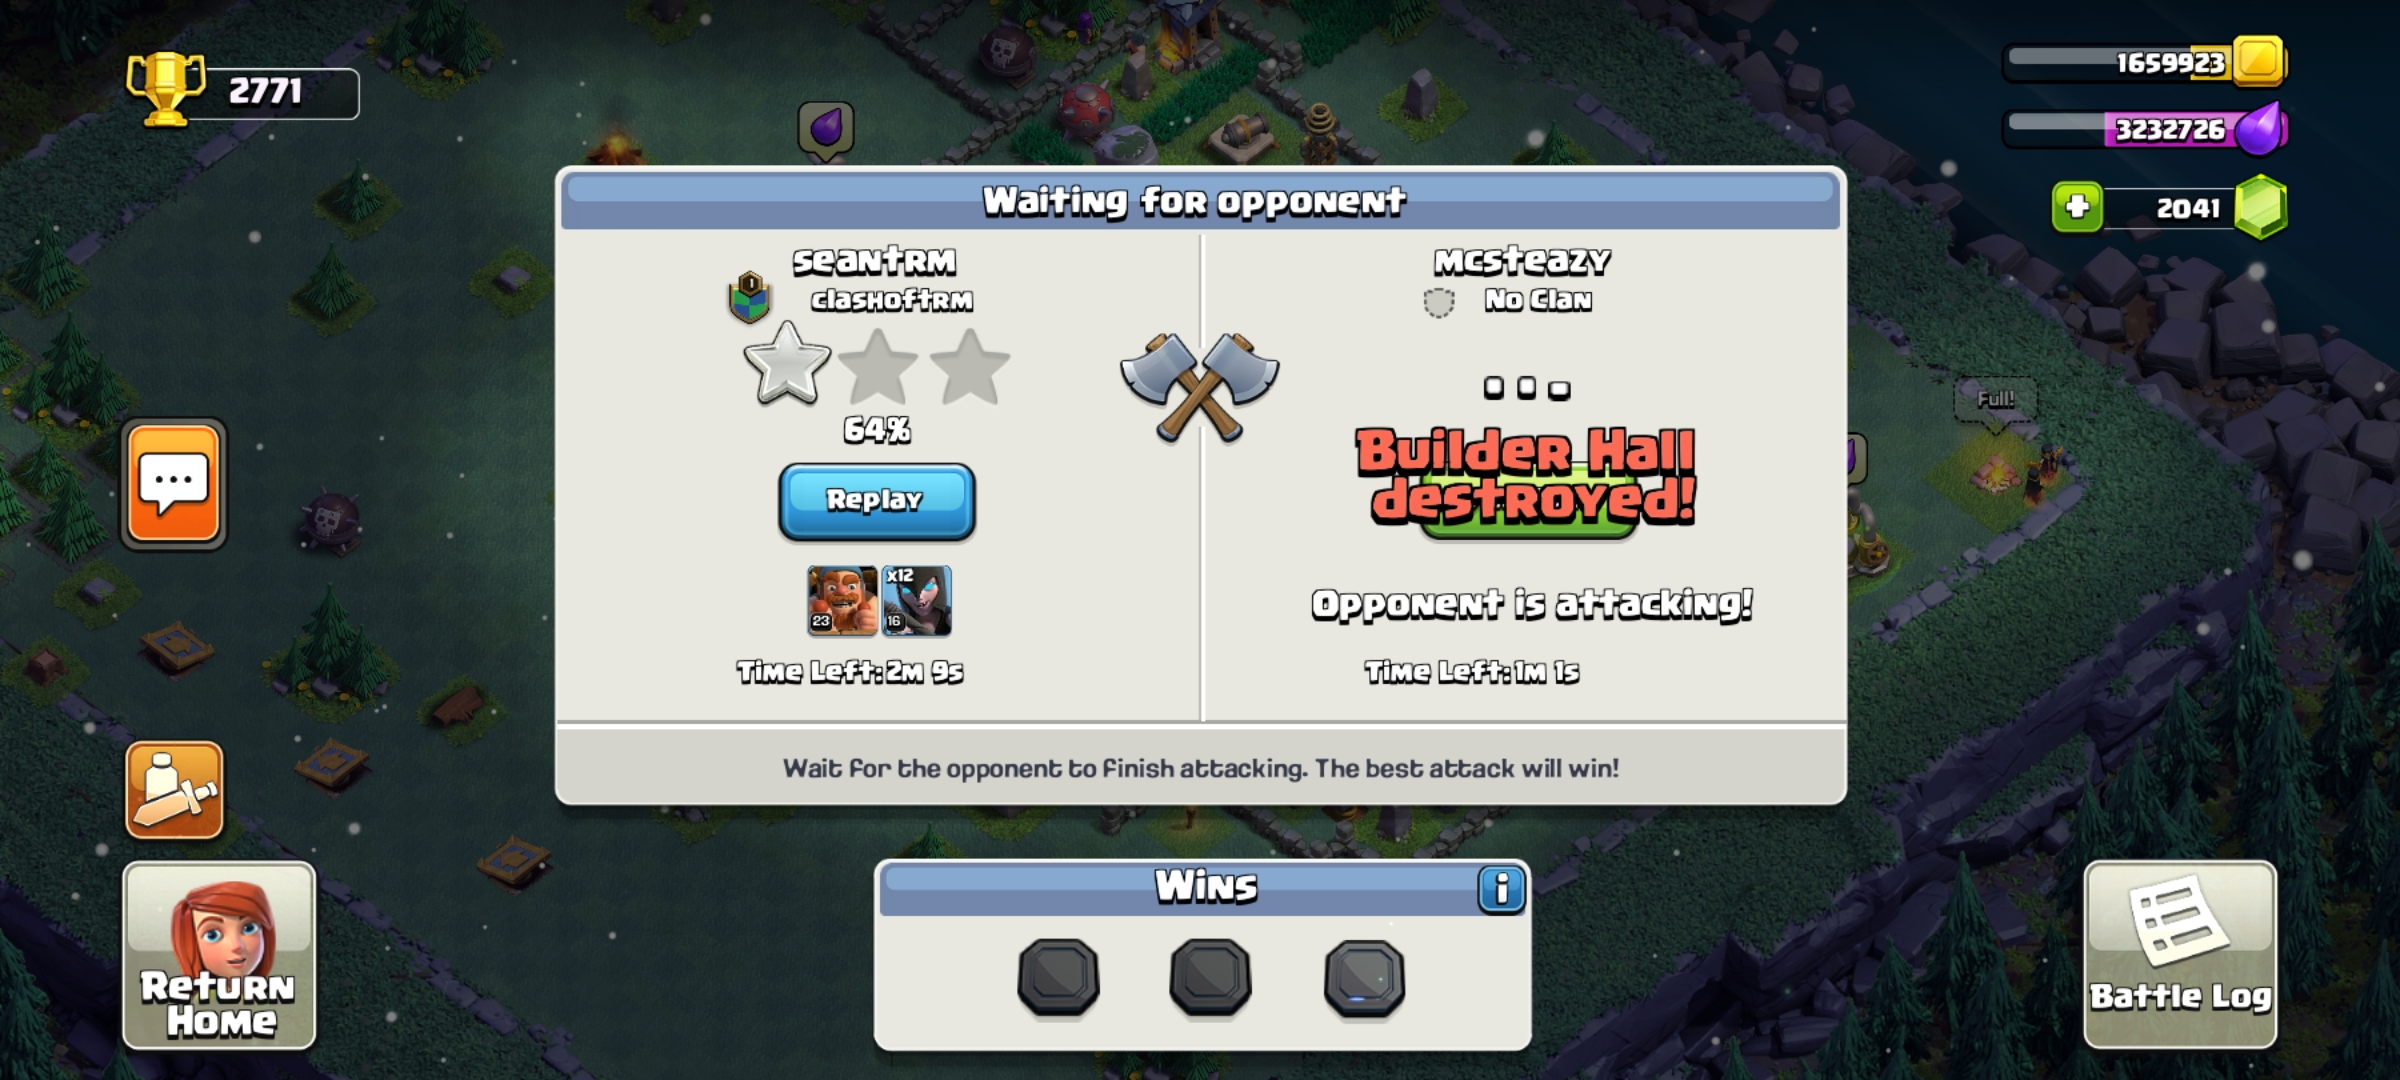 2771
1659923
3232726
2041
Waiting for opponent
seantrm
1
clashoftrm
64%
Replay
x12
23
16
Time Left: 2m 9s
mcsteazy
No Clan
Builder Hall
destroyed!
Opponent is attacking!
Time Left: 1m 1s
Wait for the opponent to finish attacking. The best attack will win!
Full!
Wins
i
Return
Home
Battle Log